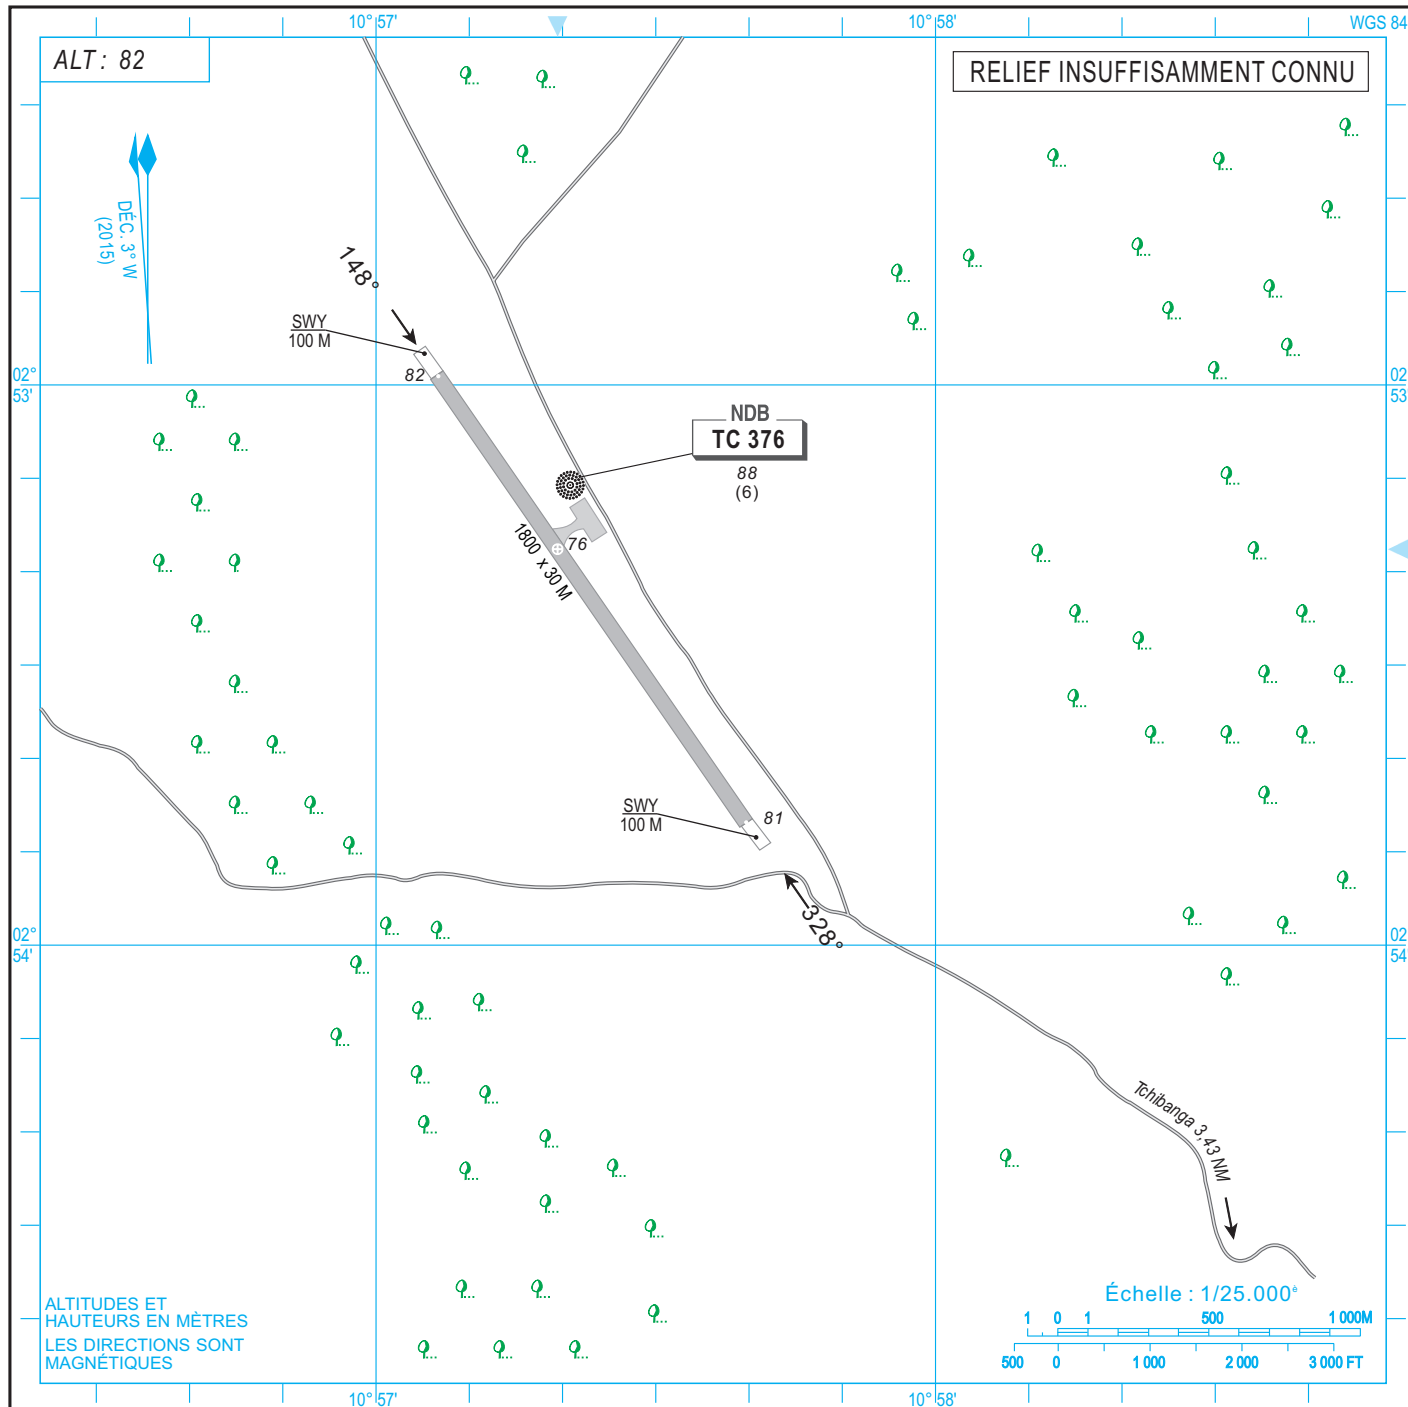 10° 57'
10° 58'
WGS 84
ALT : 82
RELIEF INSUFFISAMMENT CONNU
DÉC. 3° W
(2015)
148°
SWY
100 M
82
02°
53'
02
53
NDB
TC 376
88
(6)
76
1800 x 30 M
SWY
100 M
81
328°
02°
54'
02
54
Tchibanga 3,43 NM
ALTITUDES ET
HAUTEURS EN MÈTRES
LES DIRECTIONS SONT
MAGNÉTIQUES
Échelle : 1/25.000è
1 0 1 500 1 000M
500 0 1 000 2 000 3 000 FT
10° 57'
10° 58'